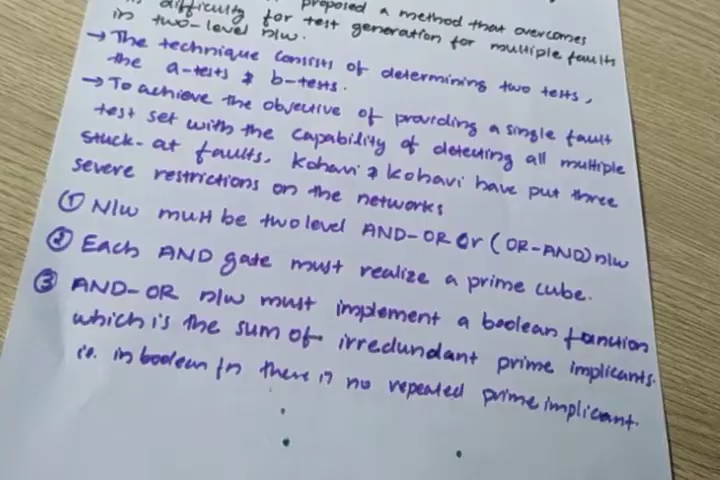 difficulty proposed a method that overcomes
for test generation for multiple faults
in two-level n/w.
→ The technique consists of determining two tests,
the a-tests & b-tests.
→ To achieve the objective of providing a single fault
test set with the capability of detecting all multiple
stuck-at faults, Kohavi & Kohavi have put three
severe restrictions on the networks
① N/w must be two level AND-OR or (OR-AND) n/w
② Each AND gate must realize a prime cube.
③ AND-OR n/w must implement a boolean function
which is the sum of irredundant prime implicants.
ie. in boolean fn there is no repeated prime implicant.